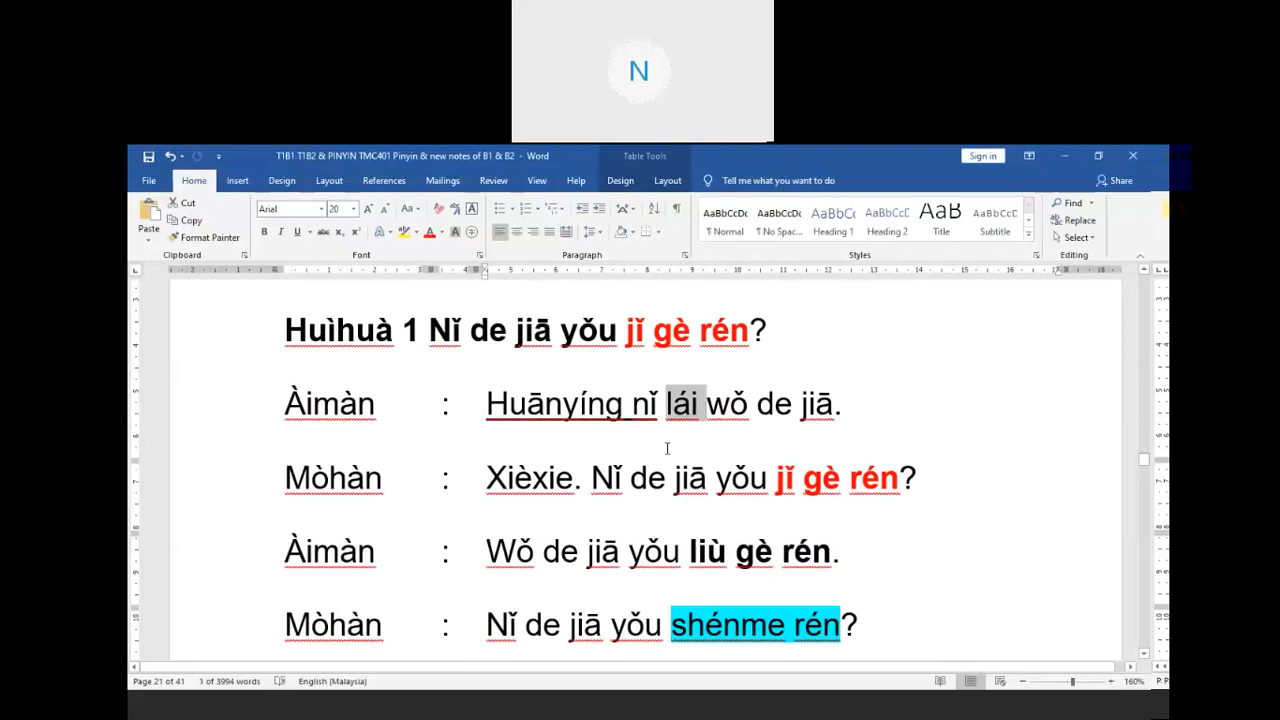 N
T1B1 T1B2 & PINYIN TMC401 Pinyin & new notes of B1 & B2 - Word
Table Tools
Sign in
File Home Insert Design Layout References Mailings Review View Help Design Layout Tell me what you want to do Share
Paste
Cut
Copy
Format Painter
Clipboard
Arial 20
Font
Paragraph
AaBbCcDc AaBbCcDc AaBbCc AaBbCcD AaB AaBbCcD
¶ Normal ¶ No Spac... Heading 1 Heading 2 Title Subtitle
Styles
Find
Replace
Select
Editing
Huìhuà 1 Nǐ de jiā yǒu jǐ gè rén?
Àimàn : Huānyíng nǐ lái wǒ de jiā.
Mòhàn : Xièxie. Nǐ de jiā yǒu jǐ gè rén?
Àimàn : Wǒ de jiā yǒu liù gè rén.
Mòhàn : Nǐ de jiā yǒu shénme rén?
Page 21 of 41 1 of 3994 words English (Malaysia) 160%